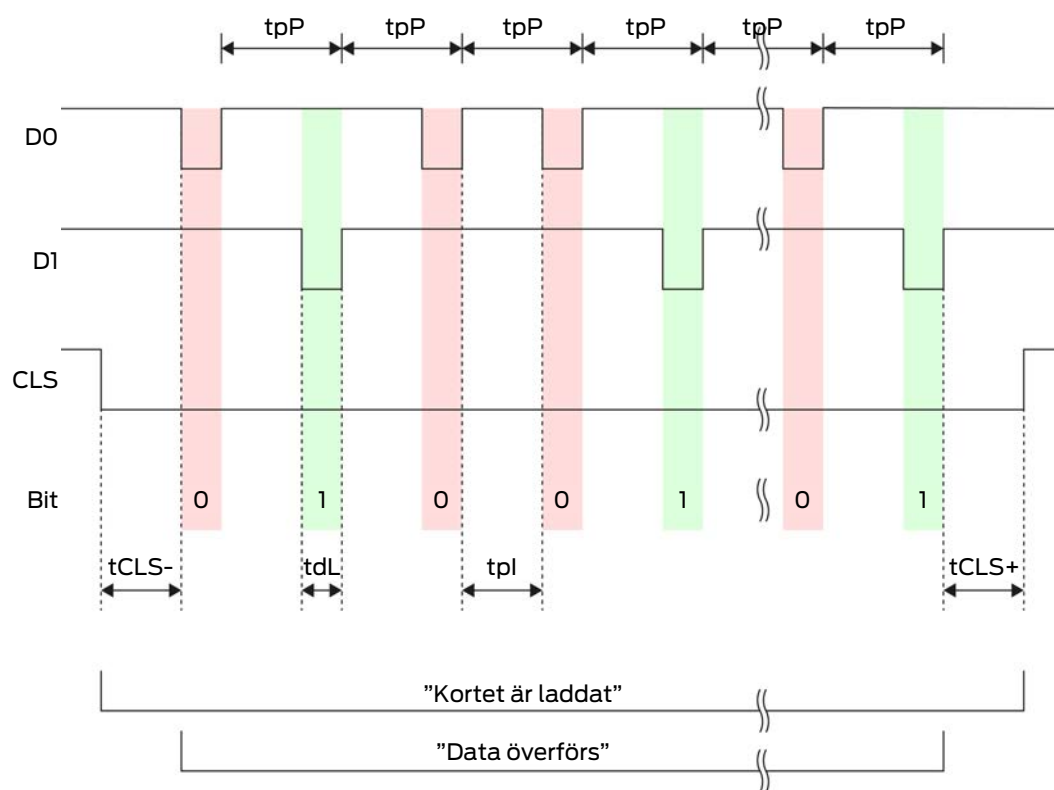 tpP tpP tpP tpP tpP tpP
D0
D1
CLS
Bit 0 1 0 0 1 0 1
tCLS- tdL tpI tCLS+
”Kortet är laddat”
”Data överförs”